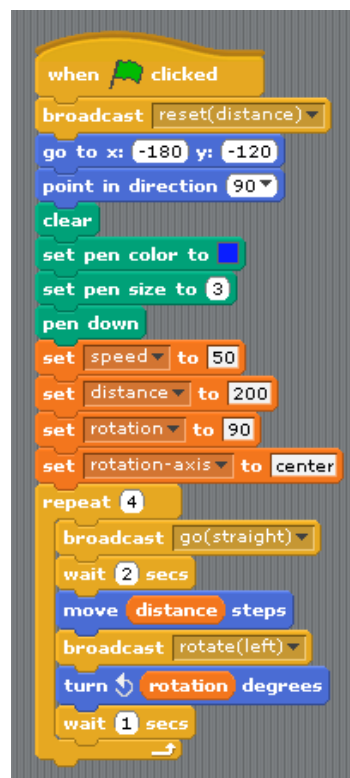 when clicked
broadcast reset(distance)
go to x: -180 y: -120
point in direction 90
clear
set pen color to
set pen size to 3
pen down
set speed to 50
set distance to 200
set rotation to 90
set rotation-axis to center
repeat 4
broadcast go(straight)
wait 2 secs
move distance steps
broadcast rotate(left)
turn rotation degrees
wait 1 secs